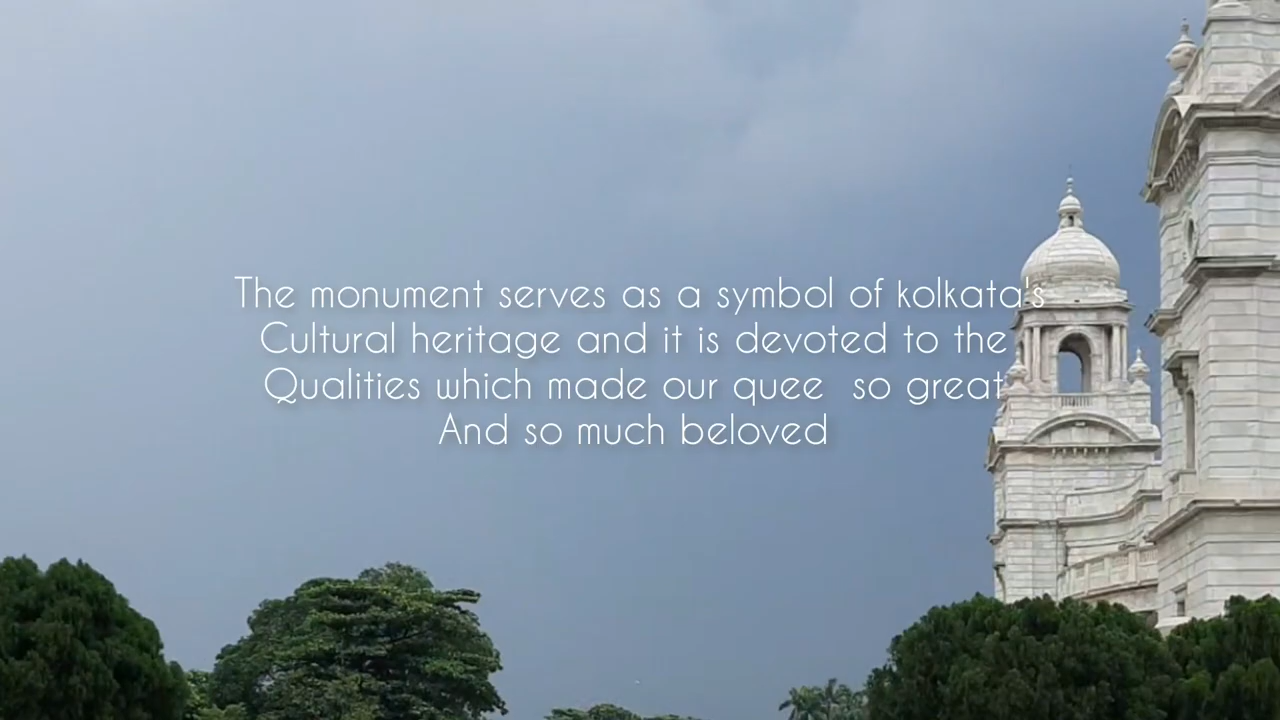 The monument serves as a symbol of kolkata's
Cultural heritage and it is devoted to the
Qualities which made our quee so great
And so much beloved